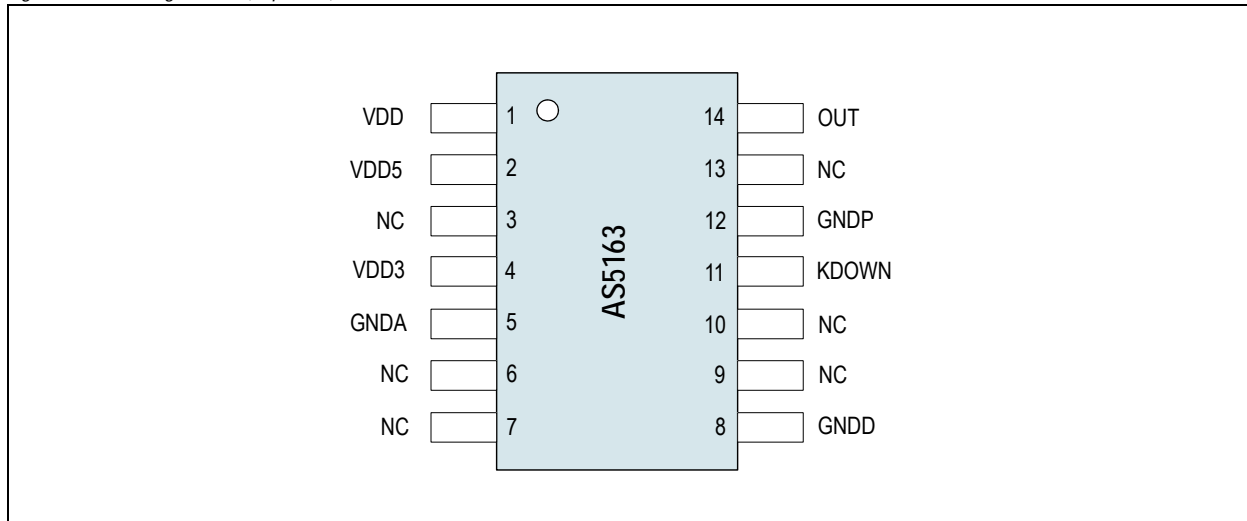 VDD 1 14 OUT
VDD5 2 13 NC
NC 3 12 GNDP
VDD3 4 11 KDOWN
GNDA 5 10 NC
NC 6 9 NC
NC 7 8 GNDD
AS5163